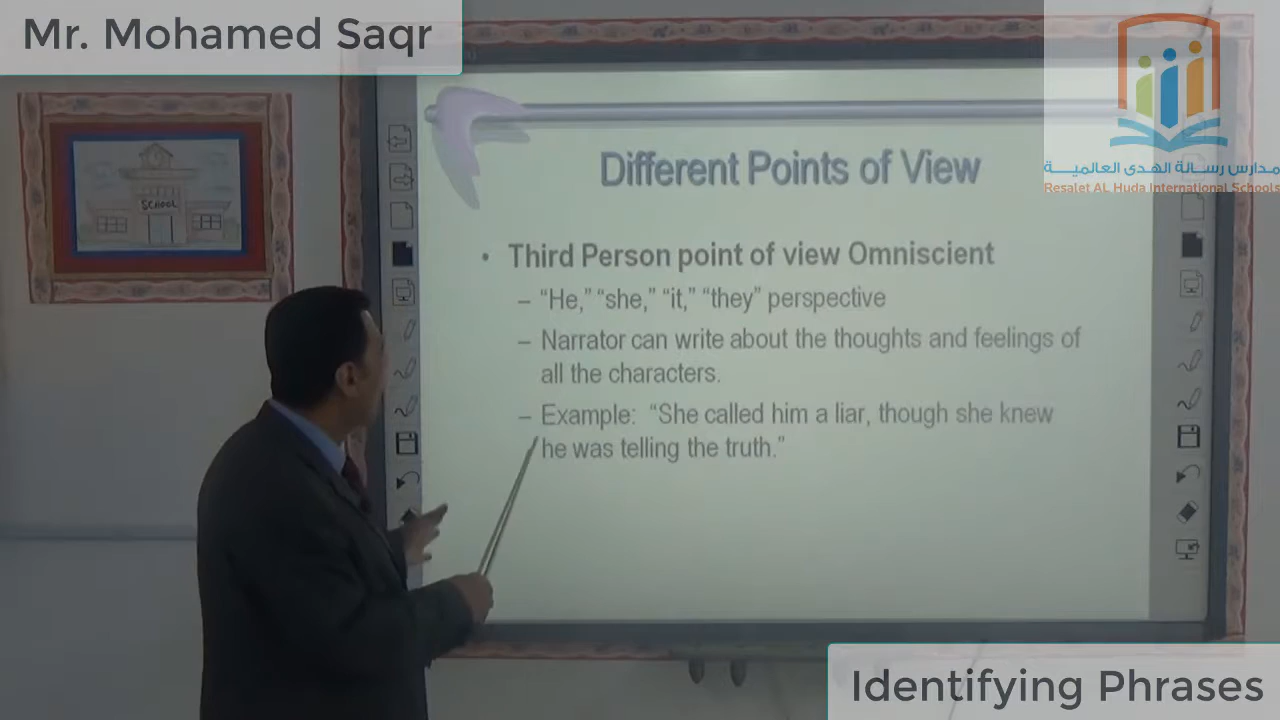 Mr. Mohamed Saqr
مدارس رسالة الهدى العالمية
Resalet AL Huda International Schools
SCHOOL
Different Points of View
• Third Person point of view Omniscient
– “He,” “she,” “it,” “they” perspective
– Narrator can write about the thoughts and feelings of
all the characters.
– Example: “She called him a liar, though she knew
he was telling the truth.”
Identifying Phrases